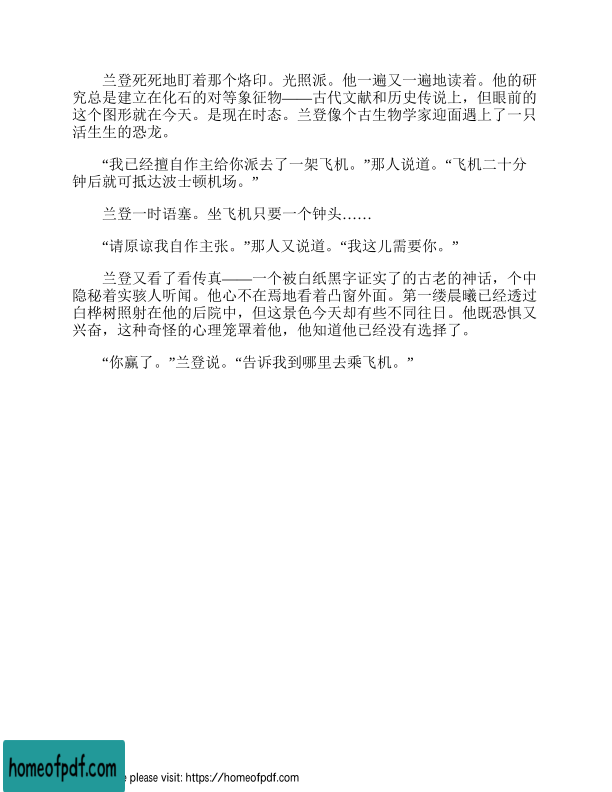 兰登死死地盯着那个烙印。光照派。他一遍又一遍地读着。他的研
究总是建立在化石的对等象征物——古代文献和历史传说上，但眼前的
这个图形就在今天。是现在时态。兰登像个古生物学家迎面遇上了一只
活生生的恐龙。
“我已经擅自作主给你派去了一架飞机。”那人说道。“飞机二十分
钟后就可抵达波士顿机场。”
兰登一时语塞。坐飞机只要一个钟头……
“请原谅我自作主张。”那人又说道。“我这儿需要你。”
兰登又看了看传真——一个被白纸黑字证实了的古老的神话，个中
隐秘着实骇人听闻。他心不在焉地看着凸窗外面。第一缕晨曦已经透过
白桦树照射在他的后院中，但这景色今天却有些不同往日。他既恐惧又
兴奋，这种奇怪的心理笼罩着他，他知道他已经没有选择了。
“你赢了。”兰登说。“告诉我到哪里去乘飞机。”
homeofpdf.com
e please visit: https://homeofpdf.com